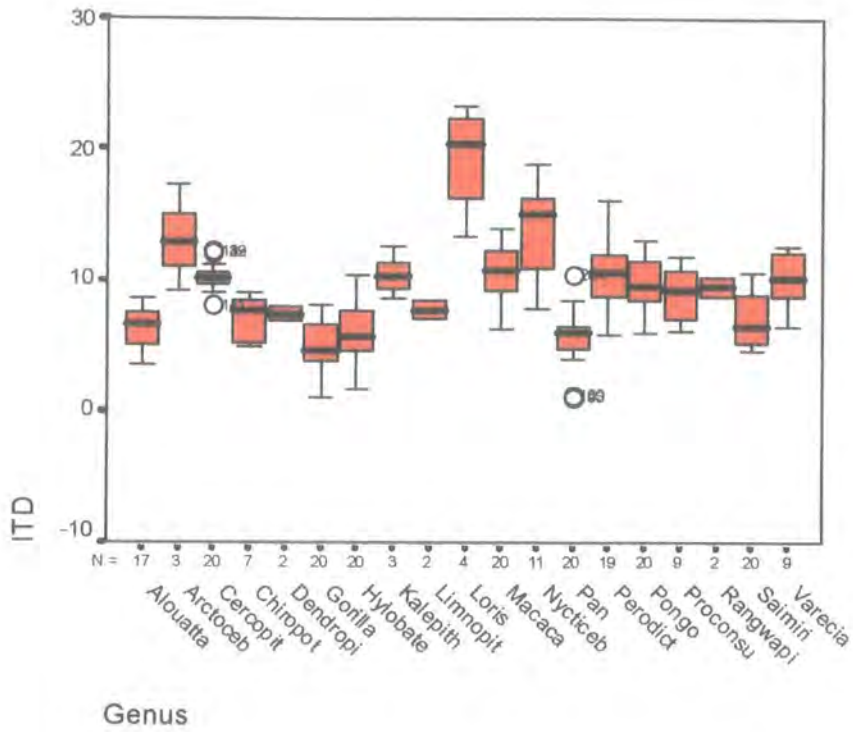 30
20
10
0
-10
ITD
N = 17 3 20 7 2 20 20 3 2 4 20 11 20 19 20 9 2 20 9
Alouatta
Arctoceb
Cercopit
Chiropot
Dendropi
Gorilla
Hylobate
Kalepith
Limnopit
Loris
Macaca
Nycticeb
Pan
Perodict
Pongo
Proconsu
Rangwapi
Saimiri
Varecia
Genus